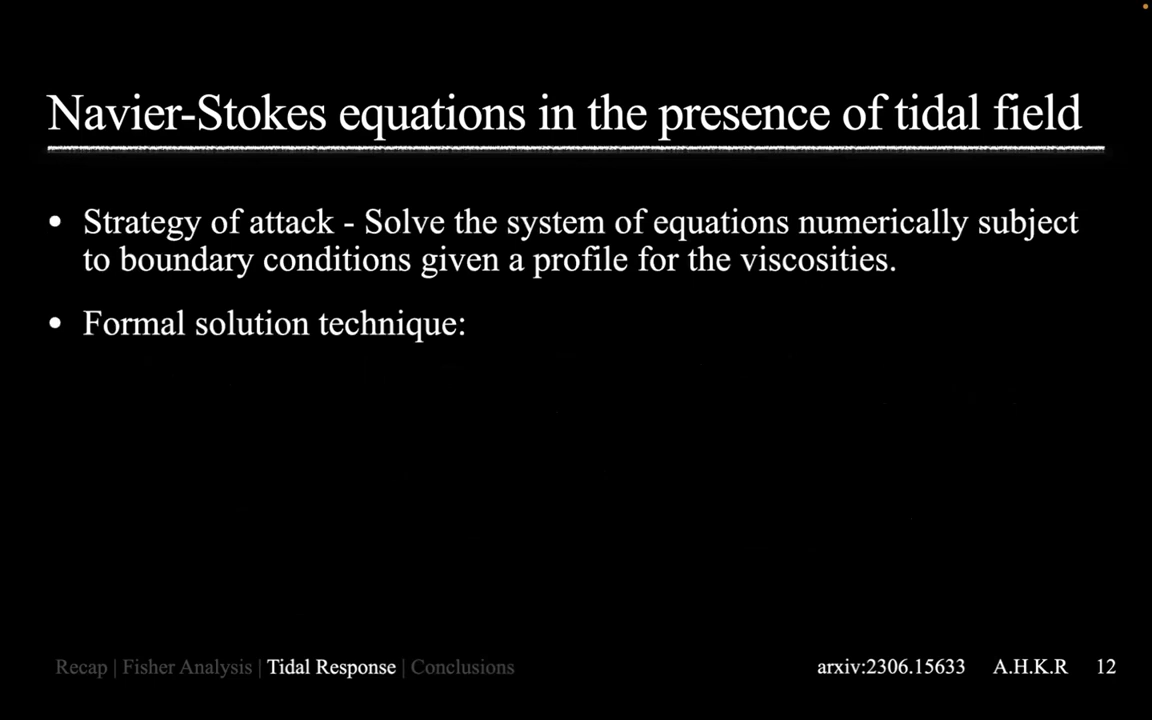 Navier-Stokes equations in the presence of tidal field
• Strategy of attack - Solve the system of equations numerically subject
to boundary conditions given a profile for the viscosities.
• Formal solution technique:
Recap | Fisher Analysis | Tidal Response | Conclusions
arxiv:2306.15633 A.H.K.R 12